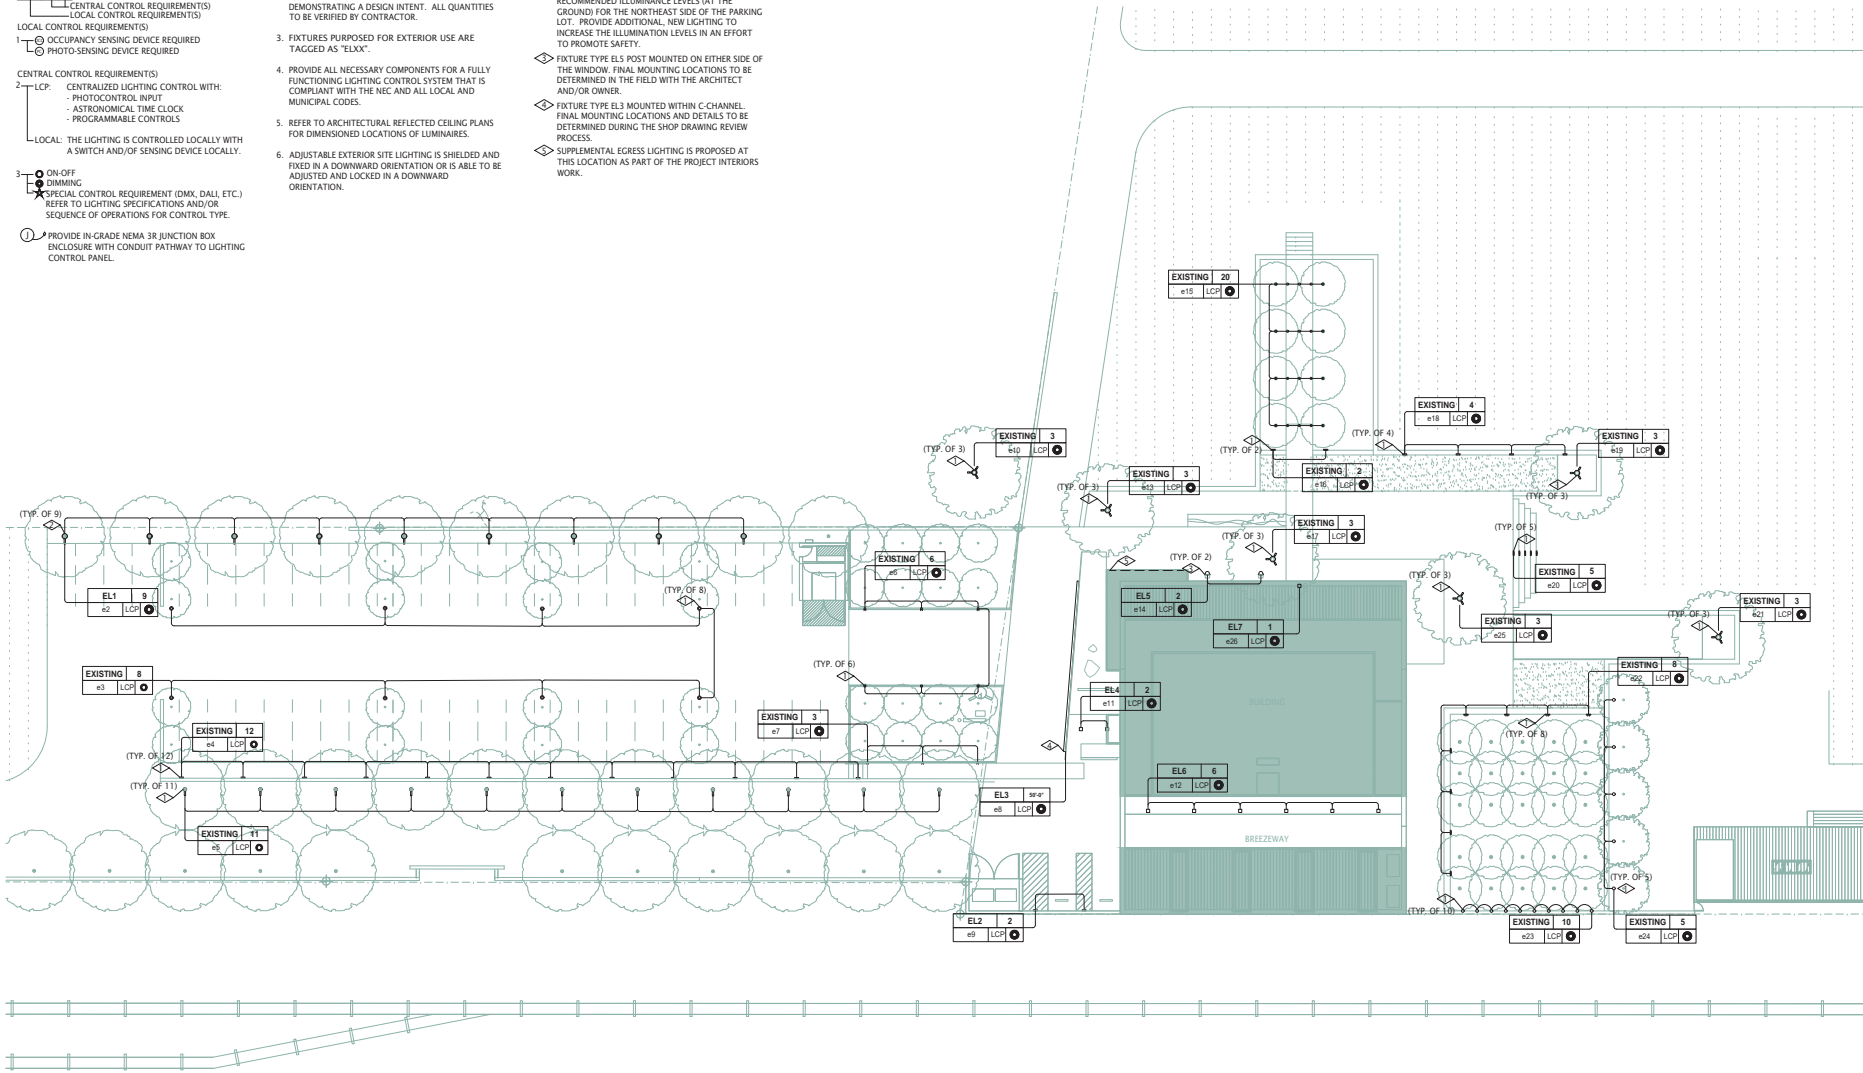 CENTRAL CONTROL REQUIREMENT(S)
LOCAL CONTROL REQUIREMENT(S)
LOCAL CONTROL REQUIREMENT(S)
1 OCCUPANCY SENSING DEVICE REQUIRED
PHOTO-SENSING DEVICE REQUIRED
CENTRAL CONTROL REQUIREMENT(S)
2 LCP: CENTRALIZED LIGHTING CONTROL WITH:
- PHOTOCONTROL INPUT
- ASTRONOMICAL TIME CLOCK
- PROGRAMMABLE CONTROLS
LOCAL: THE LIGHTING IS CONTROLLED LOCALLY WITH
A SWITCH AND/OF SENSING DEVICE LOCALLY.
3 ON-OFF
DIMMING
SPECIAL CONTROL REQUIREMENT (DMX, DALI, ETC.)
REFER TO LIGHTING SPECIFICATIONS AND/OR
SEQUENCE OF OPERATIONS FOR CONTROL TYPE.
J PROVIDE IN-GRADE NEMA 3R JUNCTION BOX
ENCLOSURE WITH CONDUIT PATHWAY TO LIGHTING
CONTROL PANEL.
DEMONSTRATING A DESIGN INTENT. ALL QUANTITIES
TO BE VERIFIED BY CONTRACTOR.
3. FIXTURES PURPOSED FOR EXTERIOR USE ARE
TAGGED AS "ELXX".
4. PROVIDE ALL NECESSARY COMPONENTS FOR A FULLY
FUNCTIONING LIGHTING CONTROL SYSTEM THAT IS
COMPLIANT WITH THE NEC AND ALL LOCAL AND
MUNICIPAL CODES.
5. REFER TO ARCHITECTURAL REFLECTED CEILING PLANS
FOR DIMENSIONED LOCATIONS OF LUMINAIRES.
6. ADJUSTABLE EXTERIOR SITE LIGHTING IS SHIELDED AND
FIXED IN A DOWNWARD ORIENTATION OR IS ABLE TO BE
ADJUSTED AND LOCKED IN A DOWNWARD
ORIENTATION.
RECOMMENDED ILLUMINANCE LEVELS (AT THE
GROUND) FOR THE NORTHEAST SIDE OF THE PARKING
LOT. PROVIDE ADDITIONAL, NEW LIGHTING TO
INCREASE THE ILLUMINATION LEVELS IN AN EFFORT
TO PROMOTE SAFETY.
3 FIXTURE TYPE EL5 POST MOUNTED ON EITHER SIDE OF
THE WINDOW. FINAL MOUNTING LOCATIONS TO BE
DETERMINED IN THE FIELD WITH THE ARCHITECT
AND/OR OWNER.
4 FIXTURE TYPE EL3 MOUNTED WITHIN C-CHANNEL.
FINAL MOUNTING LOCATIONS AND DETAILS TO BE
DETERMINED DURING THE SHOP DRAWING REVIEW
PROCESS.
5 SUPPLEMENTAL EGRESS LIGHTING IS PROPOSED AT
THIS LOCATION AS PART OF THE PROJECT INTERIORS
WORK.
EXISTING 20
e15 LCP
EXISTING 4
e18 LCP
(TYP. OF 4)
(TYP. OF 2)
EXISTING 3
e19 LCP
(TYP. OF 3)
EXISTING 3
e10 LCP
(TYP. OF 3)
EXISTING 3
e13 LCP
(TYP. OF 3)
EXISTING 2
e16 LCP
EXISTING 3
e17 LCP
(TYP. OF 3)
(TYP. OF 5)
EXISTING 5
e20 LCP
(TYP. OF 9)
EL1 9
e2 LCP
EXISTING 6
e6 LCP
(TYP. OF 8)
(TYP. OF 2)
EL5 2
e14 LCP
EL7 1
e26 LCP
(TYP. OF 3)
EXISTING 3
e25 LCP
EXISTING 3
e21 LCP
(TYP. OF 3)
EXISTING 8
e3 LCP
(TYP. OF 6)
EXISTING 8
e22 LCP
(TYP. OF 8)
EL4 2
e11 LCP
BUILDING
EXISTING 3
e7 LCP
EXISTING 12
e4 LCP
(TYP. OF 12)
(TYP. OF 11)
EL6 6
e12 LCP
EL3 50'-0"
e8 LCP
EXISTING 11
e5 LCP
BREEZEWAY
(TYP. OF 5)
(TYP. OF 10)
EL2 2
e9 LCP
EXISTING 10
e23 LCP
EXISTING 5
e24 LCP